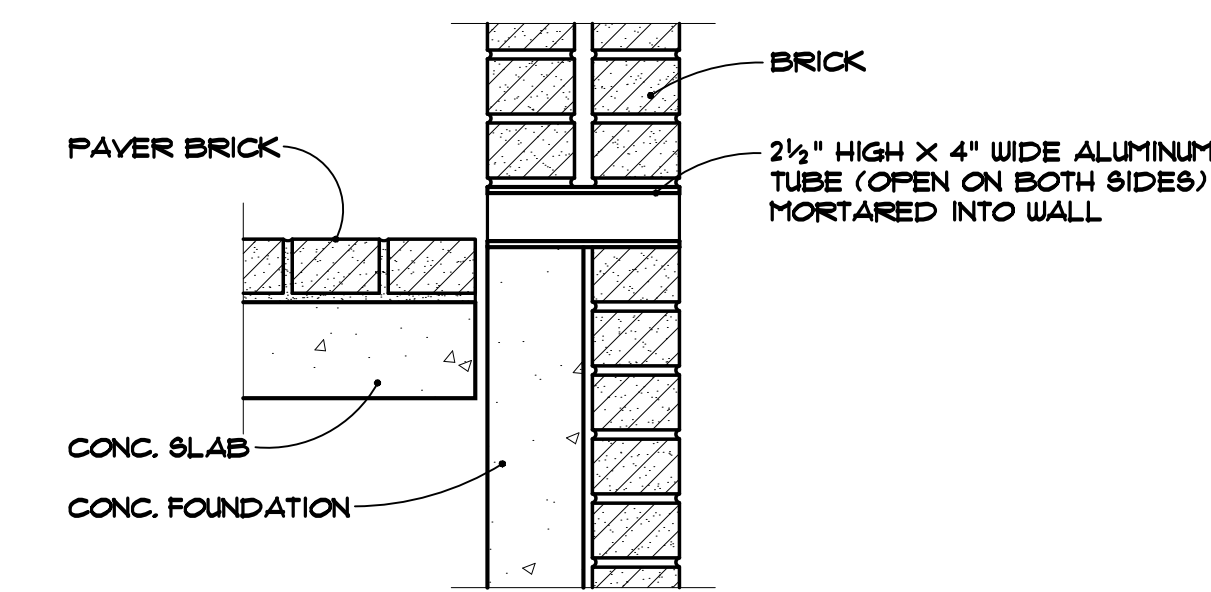 BRICK
PAVER BRICK
2½" HIGH X 4" WIDE ALUMINUM
TUBE (OPEN ON BOTH SIDES)
MORTARED INTO WALL
CONC. SLAB
CONC. FOUNDATION